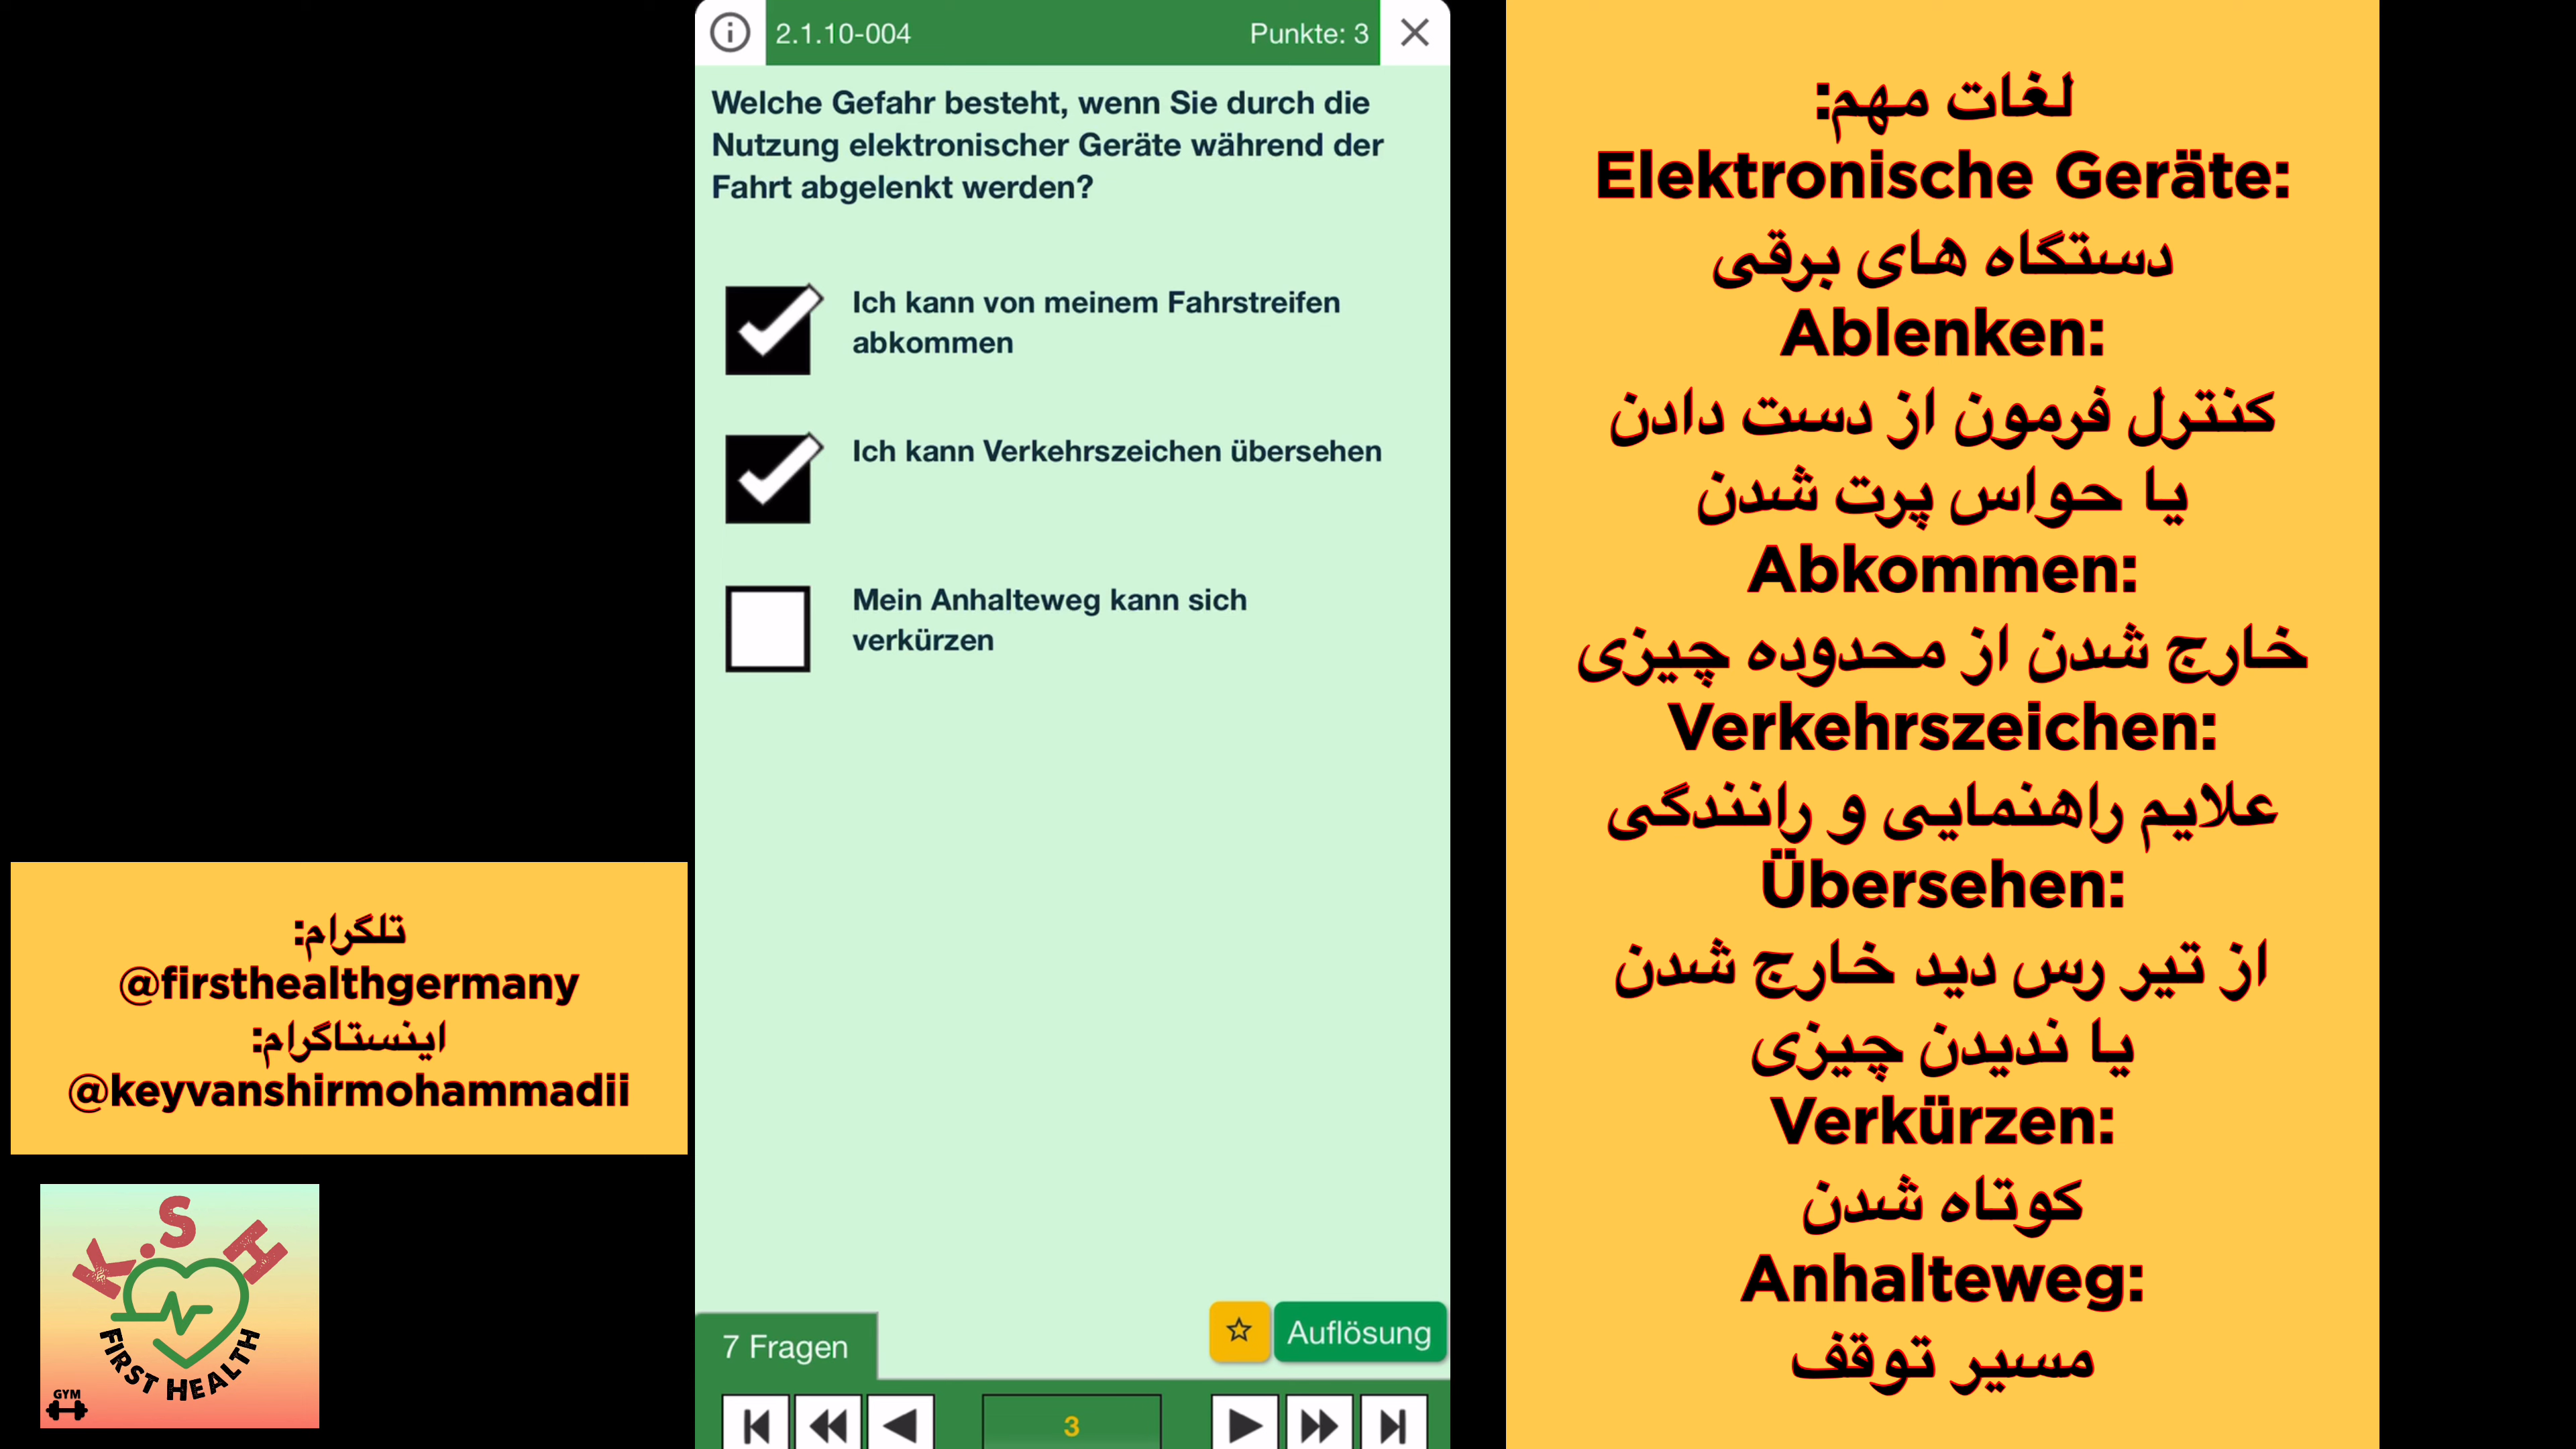 2.1.10-004
Punkte: 3
Welche Gefahr besteht, wenn Sie durch die
Nutzung elektronischer Geräte während der
Fahrt abgelenkt werden?
Ich kann von meinem Fahrstreifen
abkommen
Ich kann Verkehrszeichen übersehen
Mein Anhalteweg kann sich
verkürzen
7 Fragen
Auflösung
3
لغات مهم:
Elektronische Geräte:
دستگاه های برقی
Ablenken:
کنترل فرمون از دست دادن
یا حواس پرت شدن
Abkommen:
خارج شدن از محدوده چیزی
Verkehrszeichen:
علایم راهنمایی و رانندگی
Übersehen:
از تیر رس دید خارج شدن
یا ندیدن چیزی
Verkürzen:
کوتاه شدن
Anhalteweg:
مسیر توقف
تلگرام:
@firsthealthgermany
اینستاگرام:
@keyvanshirmohammadii
K.SH
FIRST HEALTH
GYM